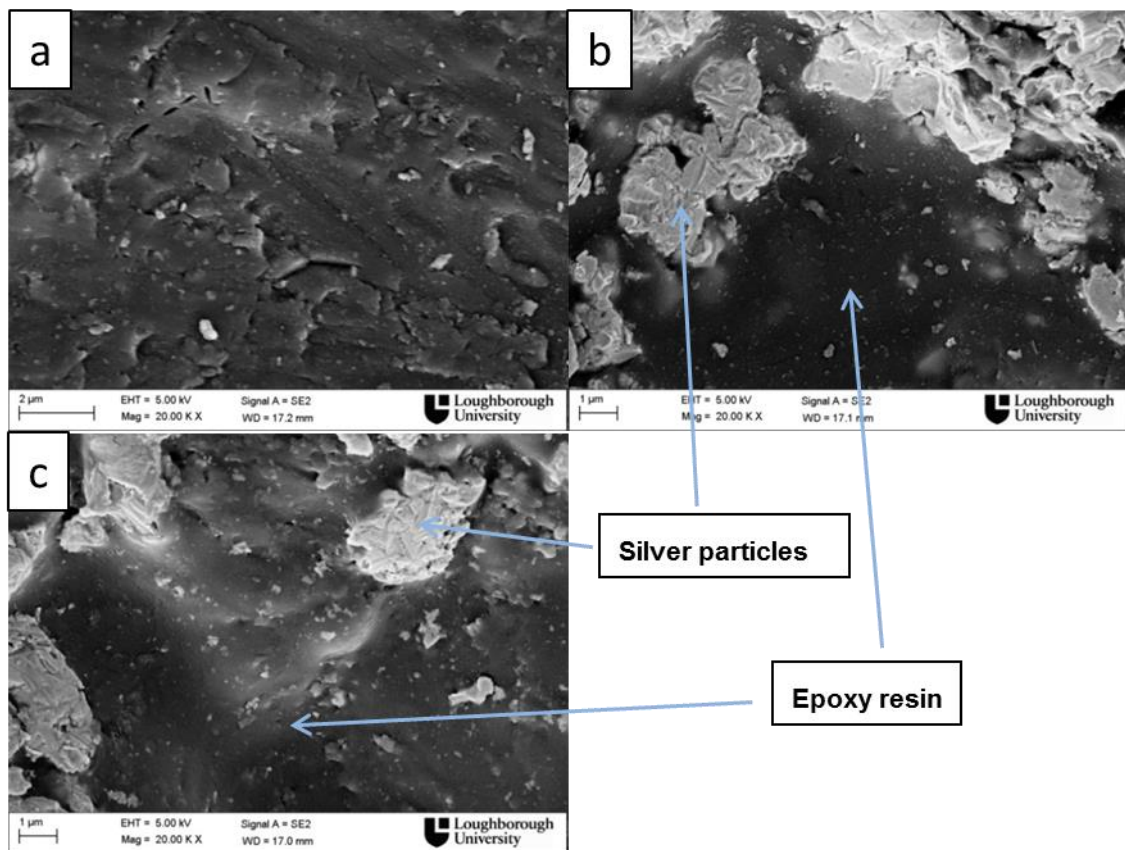 a
2 µm
EHT = 5.00 kV
Signal A = SE2
Mag = 20.00 K X
WD = 17.2 mm
Loughborough
University
b
1 µm
EHT = 5.00 kV
Signal A = SE2
Mag = 20.00 K X
WD = 17.1 mm
Loughborough
University
c
1 µm
EHT = 5.00 kV
Signal A = SE2
Mag = 20.00 K X
WD = 17.0 mm
Loughborough
University
Silver particles
Epoxy resin